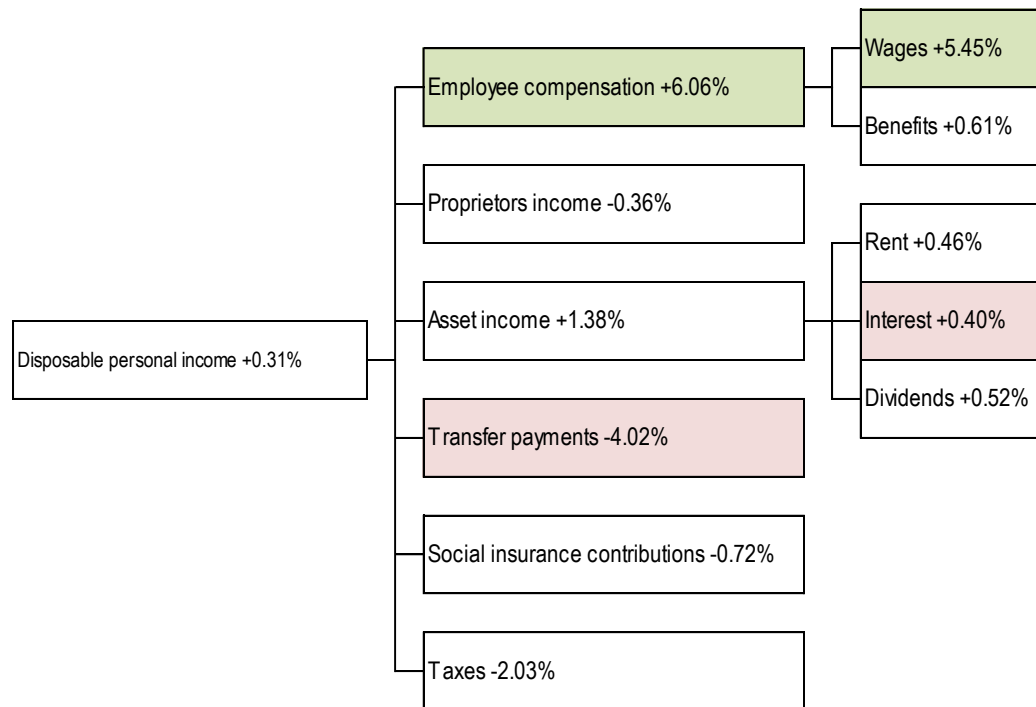 Disposable personal income +0.31%
Employee compensation +6.06%
Proprietors income -0.36%
Asset income +1.38%
Transfer payments -4.02%
Social insurance contributions -0.72%
Taxes -2.03%
Wages +5.45%
Benefits +0.61%
Rent +0.46%
Interest +0.40%
Dividends +0.52%